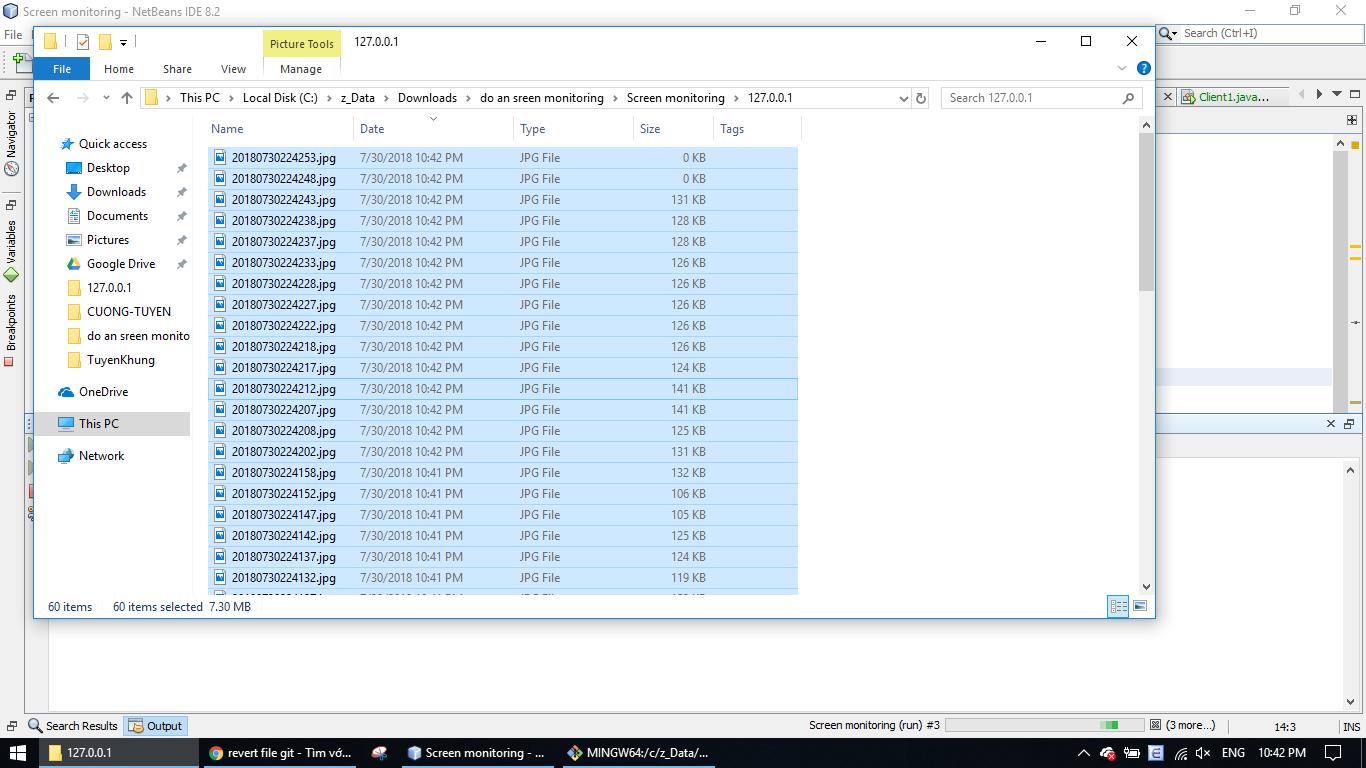 Screen monitoring - NetBeans IDE 8.2
File
Search (Ctrl+I)
Picture Tools
127.0.0.1
File Home Share View Manage
This PC > Local Disk (C:) > z_Data > Downloads > do an sreen monitoring > Screen monitoring > 127.0.0.1
Search 127.0.0.1
Client1.java...
Navigator
Variables
Breakpoints
Quick access
Desktop
Downloads
Documents
Pictures
Google Drive
127.0.0.1
CUONG-TUYEN
do an sreen monito
TuyenKhung
OneDrive
This PC
Network
Name Date Type Size Tags
20180730224253.jpg 7/30/2018 10:42 PM JPG File 0 KB
20180730224248.jpg 7/30/2018 10:42 PM JPG File 0 KB
20180730224243.jpg 7/30/2018 10:42 PM JPG File 131 KB
20180730224238.jpg 7/30/2018 10:42 PM JPG File 128 KB
20180730224237.jpg 7/30/2018 10:42 PM JPG File 128 KB
20180730224233.jpg 7/30/2018 10:42 PM JPG File 126 KB
20180730224228.jpg 7/30/2018 10:42 PM JPG File 126 KB
20180730224227.jpg 7/30/2018 10:42 PM JPG File 126 KB
20180730224222.jpg 7/30/2018 10:42 PM JPG File 126 KB
20180730224218.jpg 7/30/2018 10:42 PM JPG File 126 KB
20180730224217.jpg 7/30/2018 10:42 PM JPG File 124 KB
20180730224212.jpg 7/30/2018 10:42 PM JPG File 141 KB
20180730224207.jpg 7/30/2018 10:42 PM JPG File 141 KB
20180730224208.jpg 7/30/2018 10:42 PM JPG File 125 KB
20180730224202.jpg 7/30/2018 10:42 PM JPG File 131 KB
20180730224158.jpg 7/30/2018 10:41 PM JPG File 132 KB
20180730224152.jpg 7/30/2018 10:41 PM JPG File 106 KB
20180730224147.jpg 7/30/2018 10:41 PM JPG File 105 KB
20180730224142.jpg 7/30/2018 10:41 PM JPG File 125 KB
20180730224137.jpg 7/30/2018 10:41 PM JPG File 124 KB
20180730224132.jpg 7/30/2018 10:41 PM JPG File 119 KB
60 items 60 items selected 7.30 MB
Search Results Output
Screen monitoring (run) #3 (3 more...) 14:3 INS
127.0.0.1 revert file git - Tìm vớ... Screen monitoring - ... MINGW64:/c/z_Data/... ENG 10:42 PM